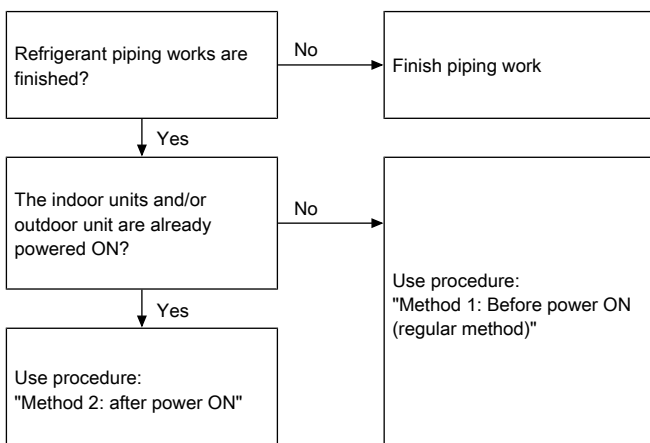 Refrigerant piping works are
finished?
No
Finish piping work
Yes
The indoor units and/or
outdoor unit are already
powered ON?
No
Use procedure:
"Method 1: Before power ON
(regular method)"
Yes
Use procedure:
"Method 2: after power ON"